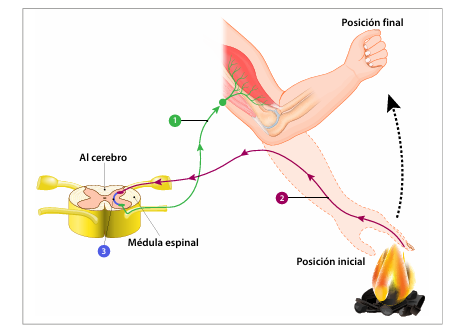 Posición final
1
Al cerebro
2
Médula espinal
3
Posición inicial